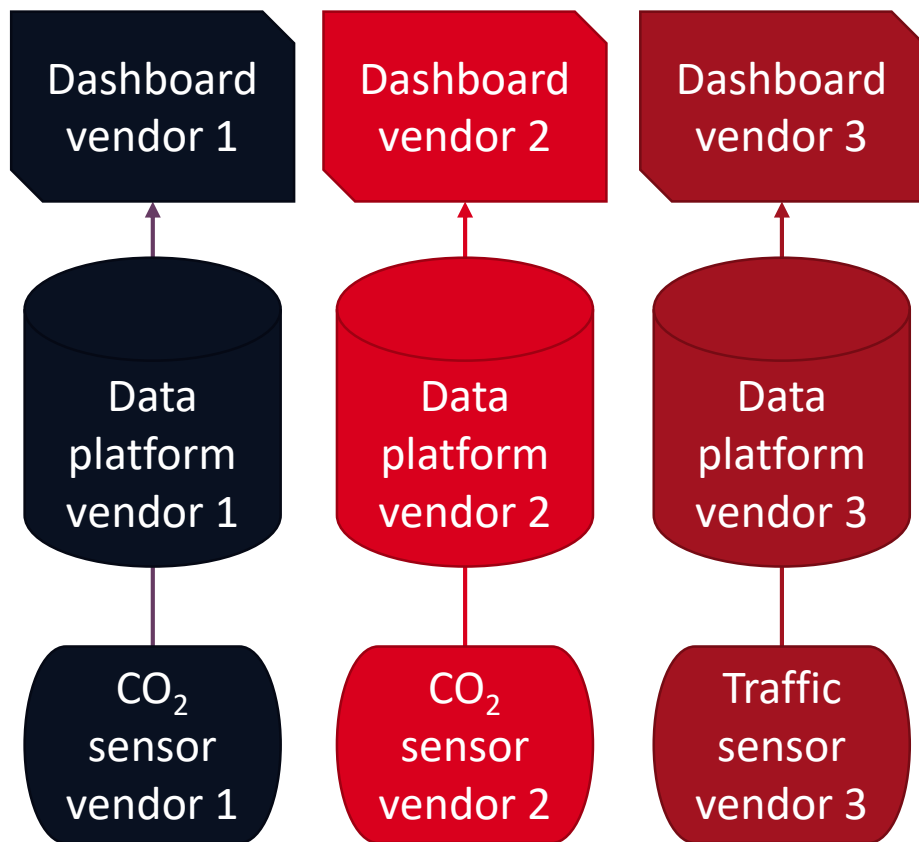 Dashboard
vendor 1
Dashboard
vendor 2
Dashboard
vendor 3
Data
platform
vendor 1
Data
platform
vendor 2
Data
platform
vendor 3
CO₂
sensor
vendor 1
CO₂
sensor
vendor 2
Traffic
sensor
vendor 3